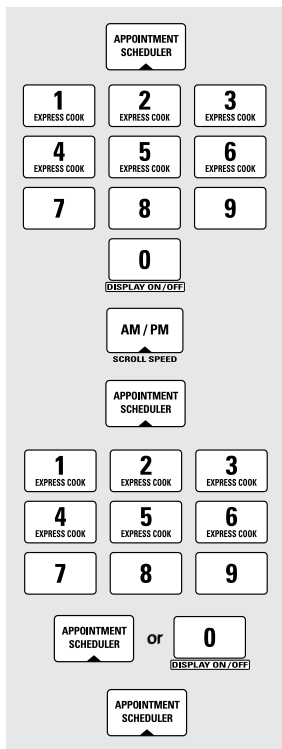 APPOINTMENT
SCHEDULER
1 2 3
EXPRESS COOK EXPRESS COOK EXPRESS COOK
4 5 6
EXPRESS COOK EXPRESS COOK EXPRESS COOK
7 8 9
0
DISPLAY ON/OFF
AM / PM
SCROLL SPEED
APPOINTMENT
SCHEDULER
1 2 3
EXPRESS COOK EXPRESS COOK EXPRESS COOK
4 5 6
EXPRESS COOK EXPRESS COOK EXPRESS COOK
7 8 9
APPOINTMENT
SCHEDULER or 0
DISPLAY ON/OFF
APPOINTMENT
SCHEDULER